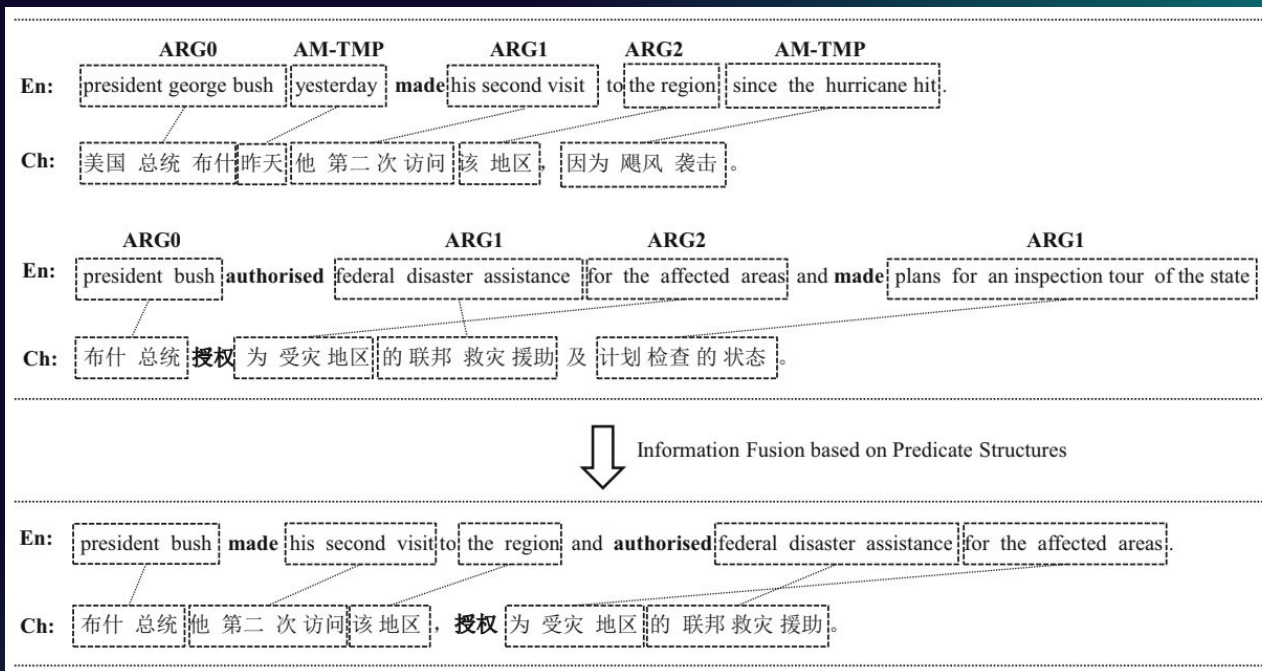 ARG0 AM-TMP ARG1 ARG2 AM-TMP
En: president george bush yesterday made his second visit to the region since the hurricane hit.
Ch: 美国 总统 布什 昨天 他 第二 次 访问 该 地区, 因为 飓风 袭击 。
ARG0 ARG1 ARG2 ARG1
En: president bush authorised federal disaster assistance for the affected areas and made plans for an inspection tour of the state
Ch: 布什 总统 授权 为 受灾 地区 的 联邦 救灾 援助 及 计划 检查 的 状态 。
Information Fusion based on Predicate Structures
En: president bush made his second visit to the region and authorised federal disaster assistance for the affected areas.
Ch: 布什 总统 他 第二 次 访问 该 地区 , 授权 为 受灾 地区 的 联邦 救灾 援助 。